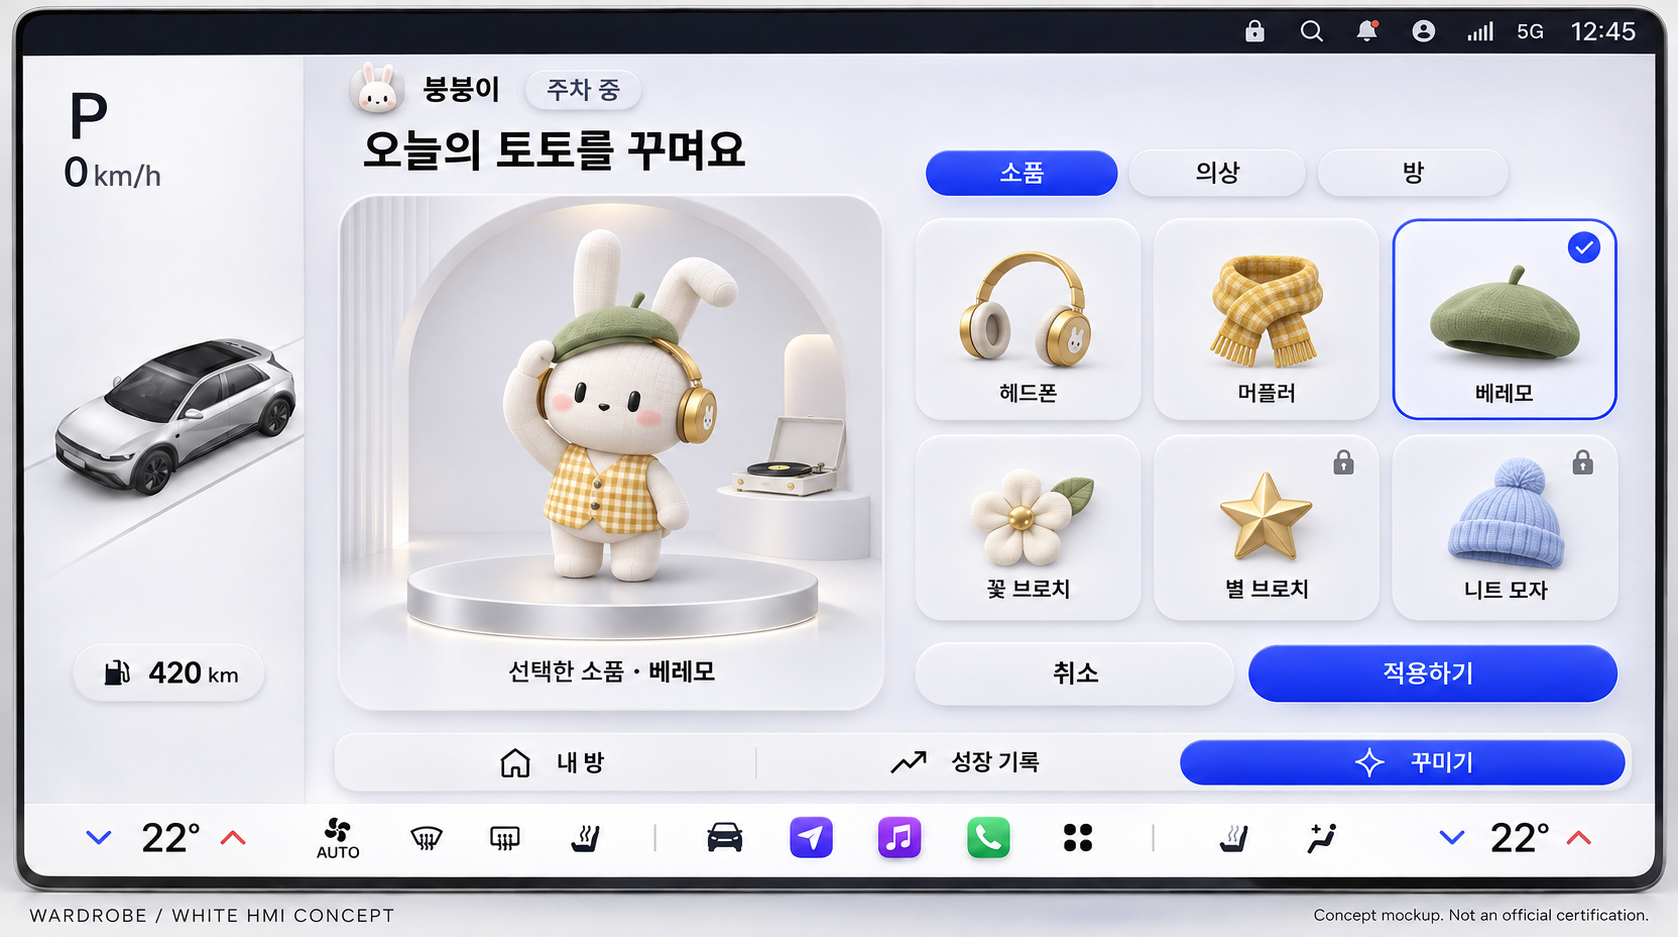 5G 12:45
P
0 km/h
420 km
붕붕이 주차 중
오늘의 토토를 꾸며요
선택한 소품 · 베레모
소품 의상 방
헤드폰 머플러 베레모
꽃 브로치 별 브로치 니트 모자
취소 적용하기
내 방 성장 기록 꾸미기
22° AUTO 22°
WARDROBE / WHITE HMI CONCEPT
Concept mockup. Not an official certification.